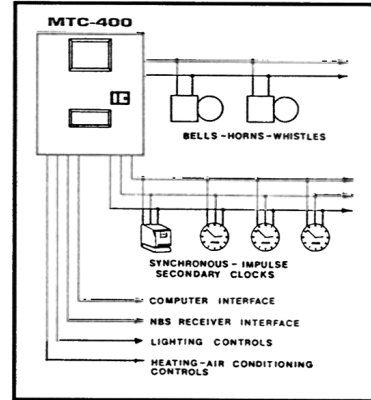 MTC-400
BELLS-HORNS-WHISTLES
SYNCHRONOUS-IMPULSE
SECONDARY CLOCKS
COMPUTER INTERFACE
NBS RECEIVER INTERFACE
LIGHTING CONTROLS
HEATING-AIR CONDITIONING
CONTROLS